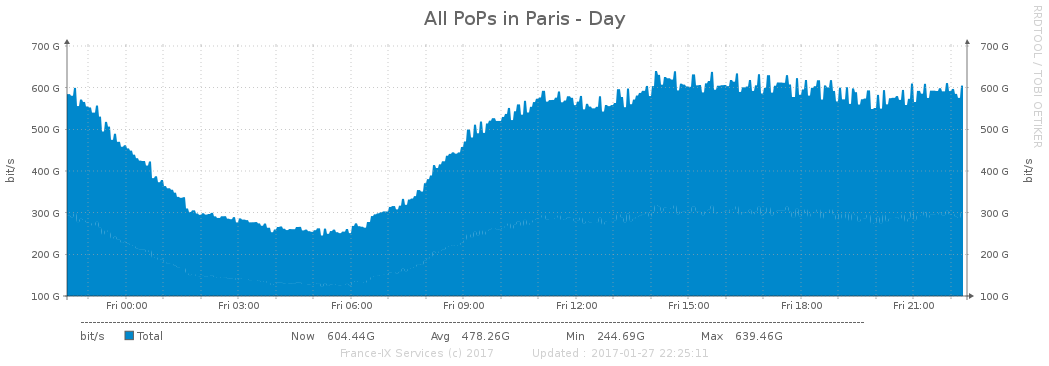 All PoPs in Paris - Day
RRDTOOL / TOBI OETIKER
700 G 700 G
600 G 600 G
500 G 500 G
400 G 400 G
300 G 300 G
200 G 200 G
100 G 100 G
bit/s bit/s
Fri 00:00 Fri 03:00 Fri 06:00 Fri 09:00 Fri 12:00 Fri 15:00 Fri 18:00 Fri 21:00
bit/s Total Now 604.44G Avg 478.26G Min 244.69G Max 639.46G
France-IX Services (c) 2017 Updated : 2017-01-27 22:25:11